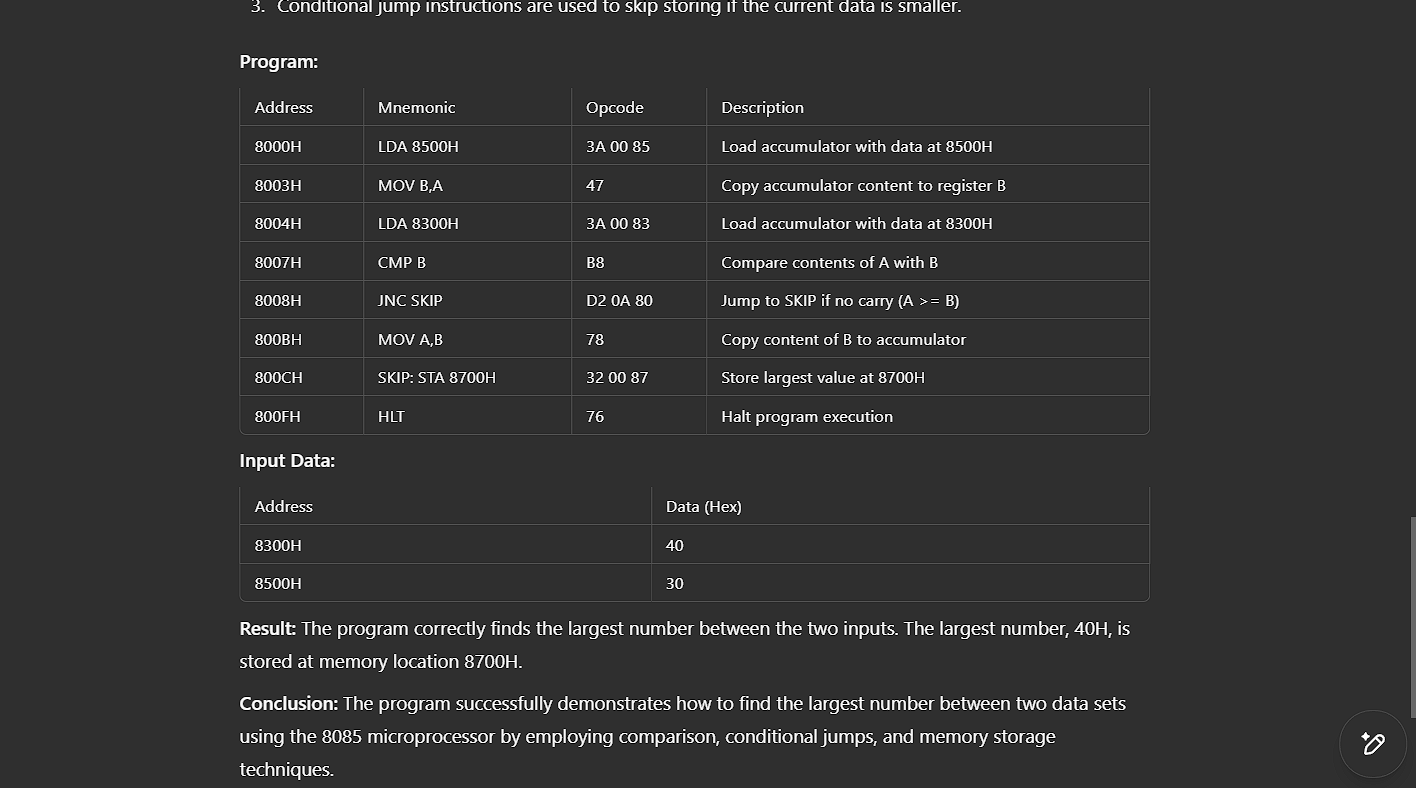 3. Conditional jump instructions are used to skip storing if the current data is smaller.
Program:
Address Mnemonic Opcode Description
8000H LDA 8500H 3A 00 85 Load accumulator with data at 8500H
8003H MOV B,A 47 Copy accumulator content to register B
8004H LDA 8300H 3A 00 83 Load accumulator with data at 8300H
8007H CMP B B8 Compare contents of A with B
8008H JNC SKIP D2 0A 80 Jump to SKIP if no carry (A >= B)
800BH MOV A,B 78 Copy content of B to accumulator
800CH SKIP: STA 8700H 32 00 87 Store largest value at 8700H
800FH HLT 76 Halt program execution
Input Data:
Address Data (Hex)
8300H 40
8500H 30
Result: The program correctly finds the largest number between the two inputs. The largest number, 40H, is
stored at memory location 8700H.
Conclusion: The program successfully demonstrates how to find the largest number between two data sets
using the 8085 microprocessor by employing comparison, conditional jumps, and memory storage
techniques.